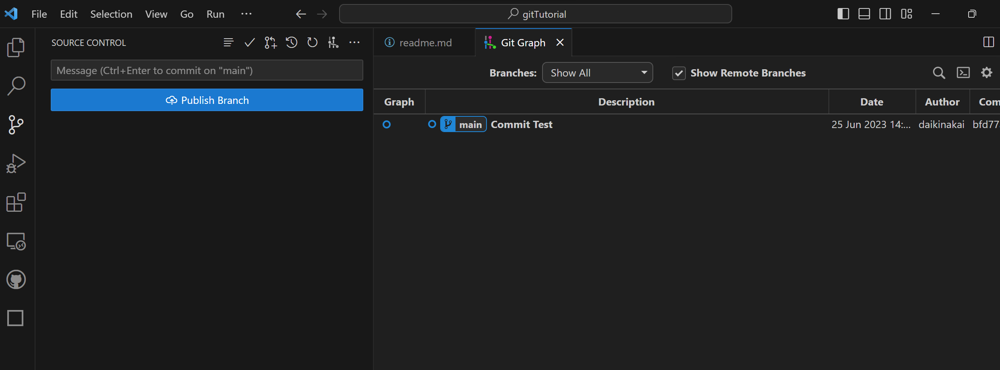 File Edit Selection View Go Run ··· gitTutorial
SOURCE CONTROL
readme.md
Git Graph
Message (Ctrl+Enter to commit on "main")
Publish Branch
Branches: Show All Show Remote Branches
Graph Description Date Author Com
main Commit Test 25 Jun 2023 14:... daikinakai bfd77